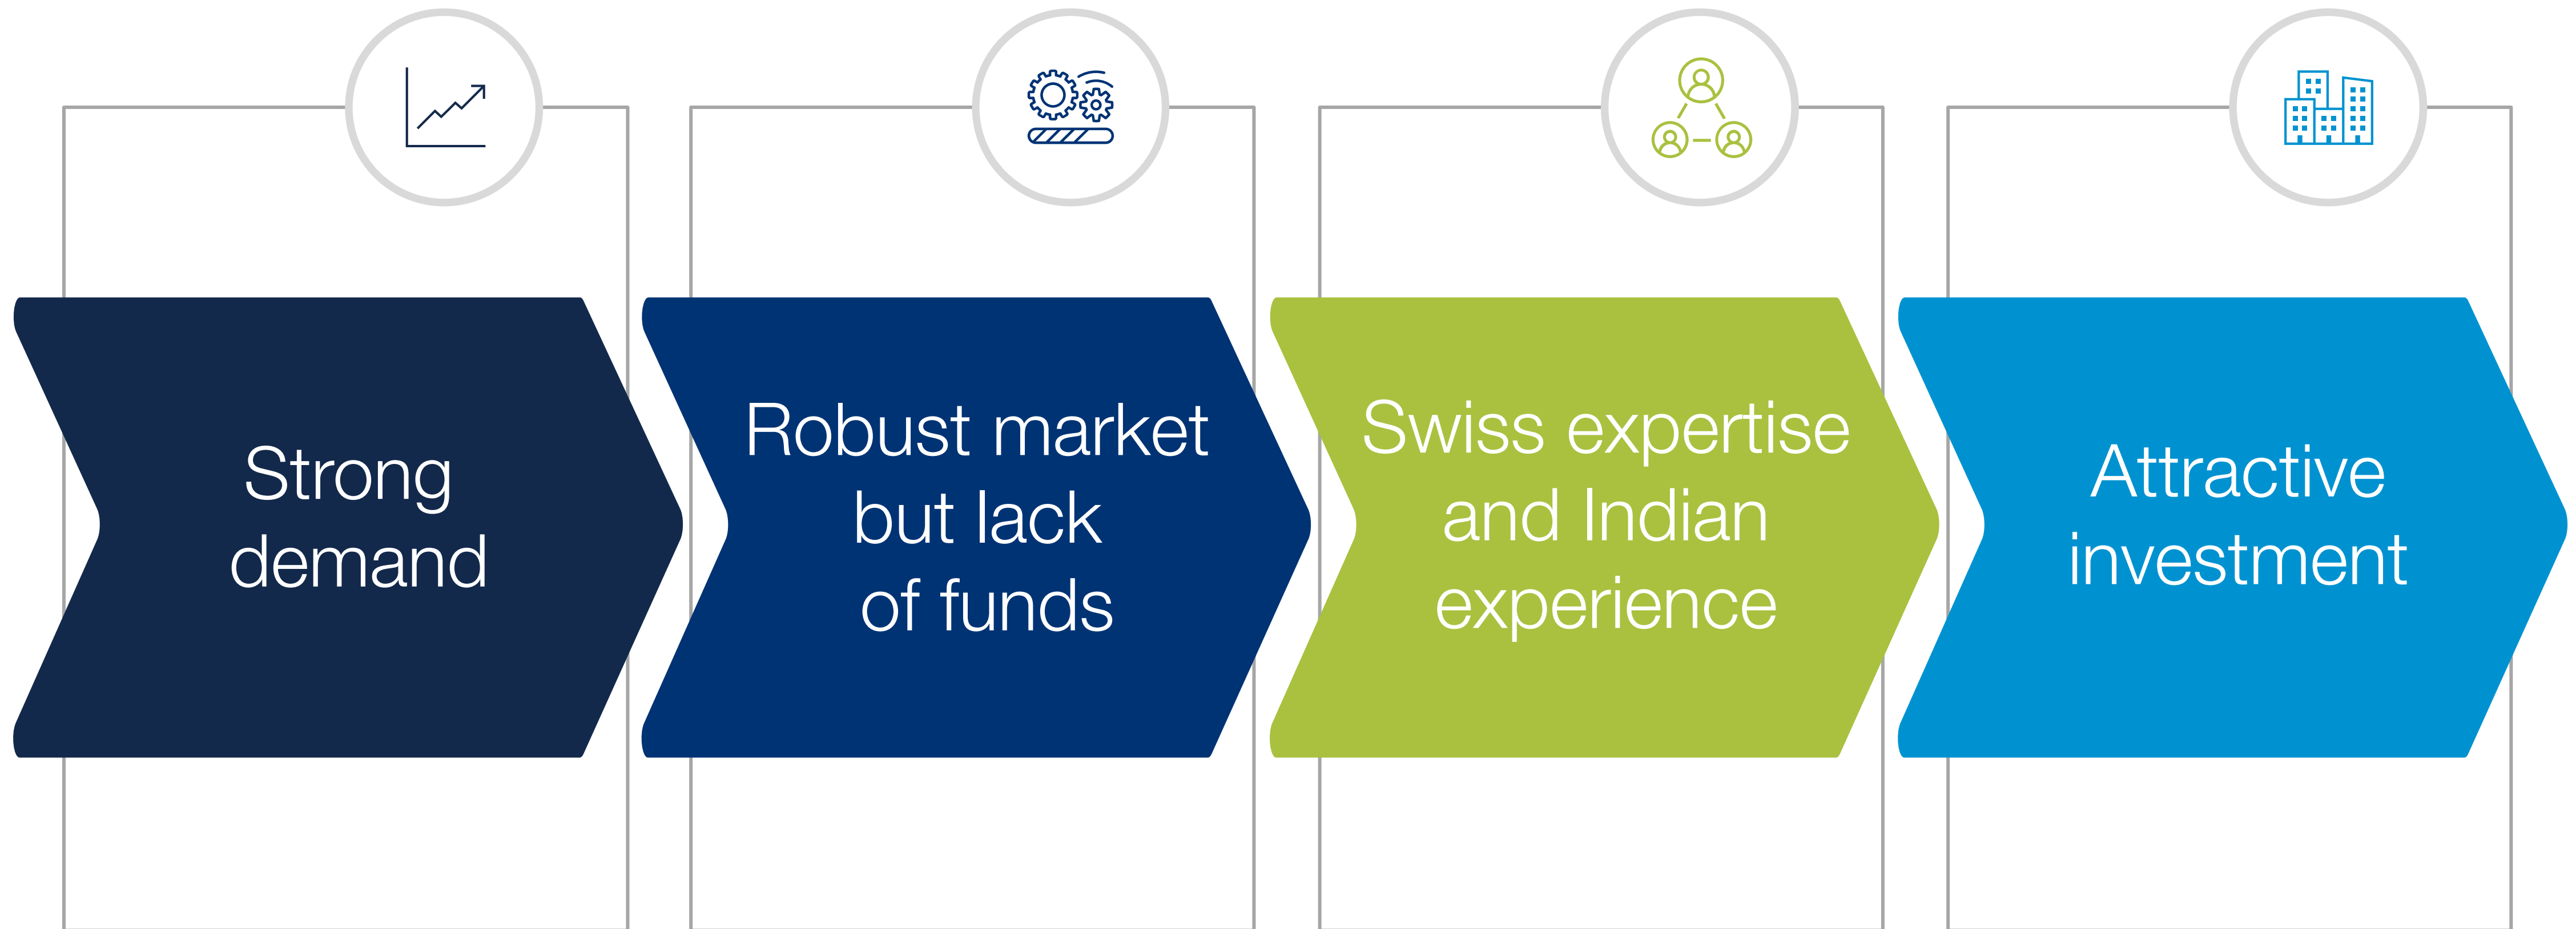 Strong
demand
Robust market
but lack
of funds
Swiss expertise
and Indian
experience
Attractive
investment